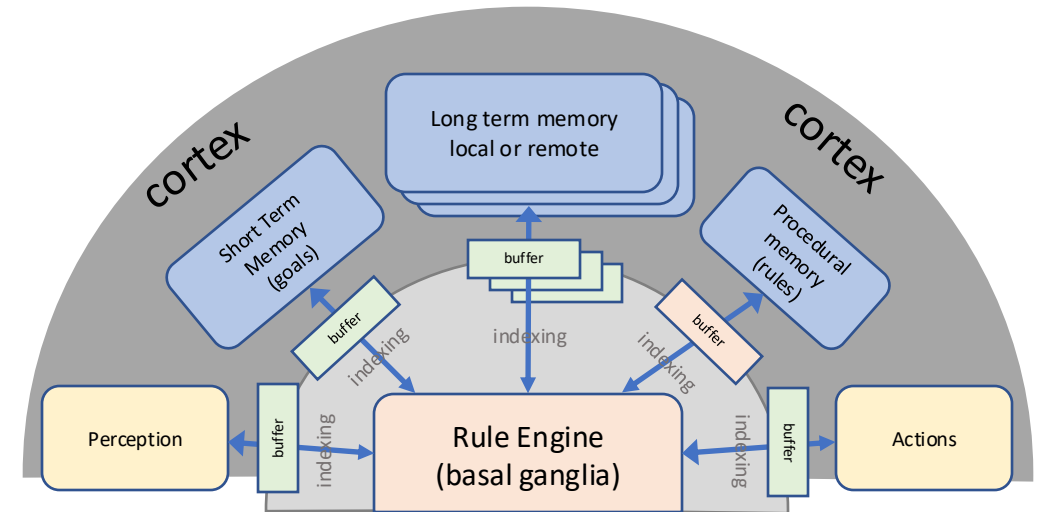 cortex
cortex
Long term memory
local or remote
Short Term
Memory
(goals)
Procedural
memory
(rules)
buffer
buffer
buffer
indexing
indexing
indexing
Perception
buffer
indexing
Rule Engine
(basal ganglia)
indexing
buffer
Actions